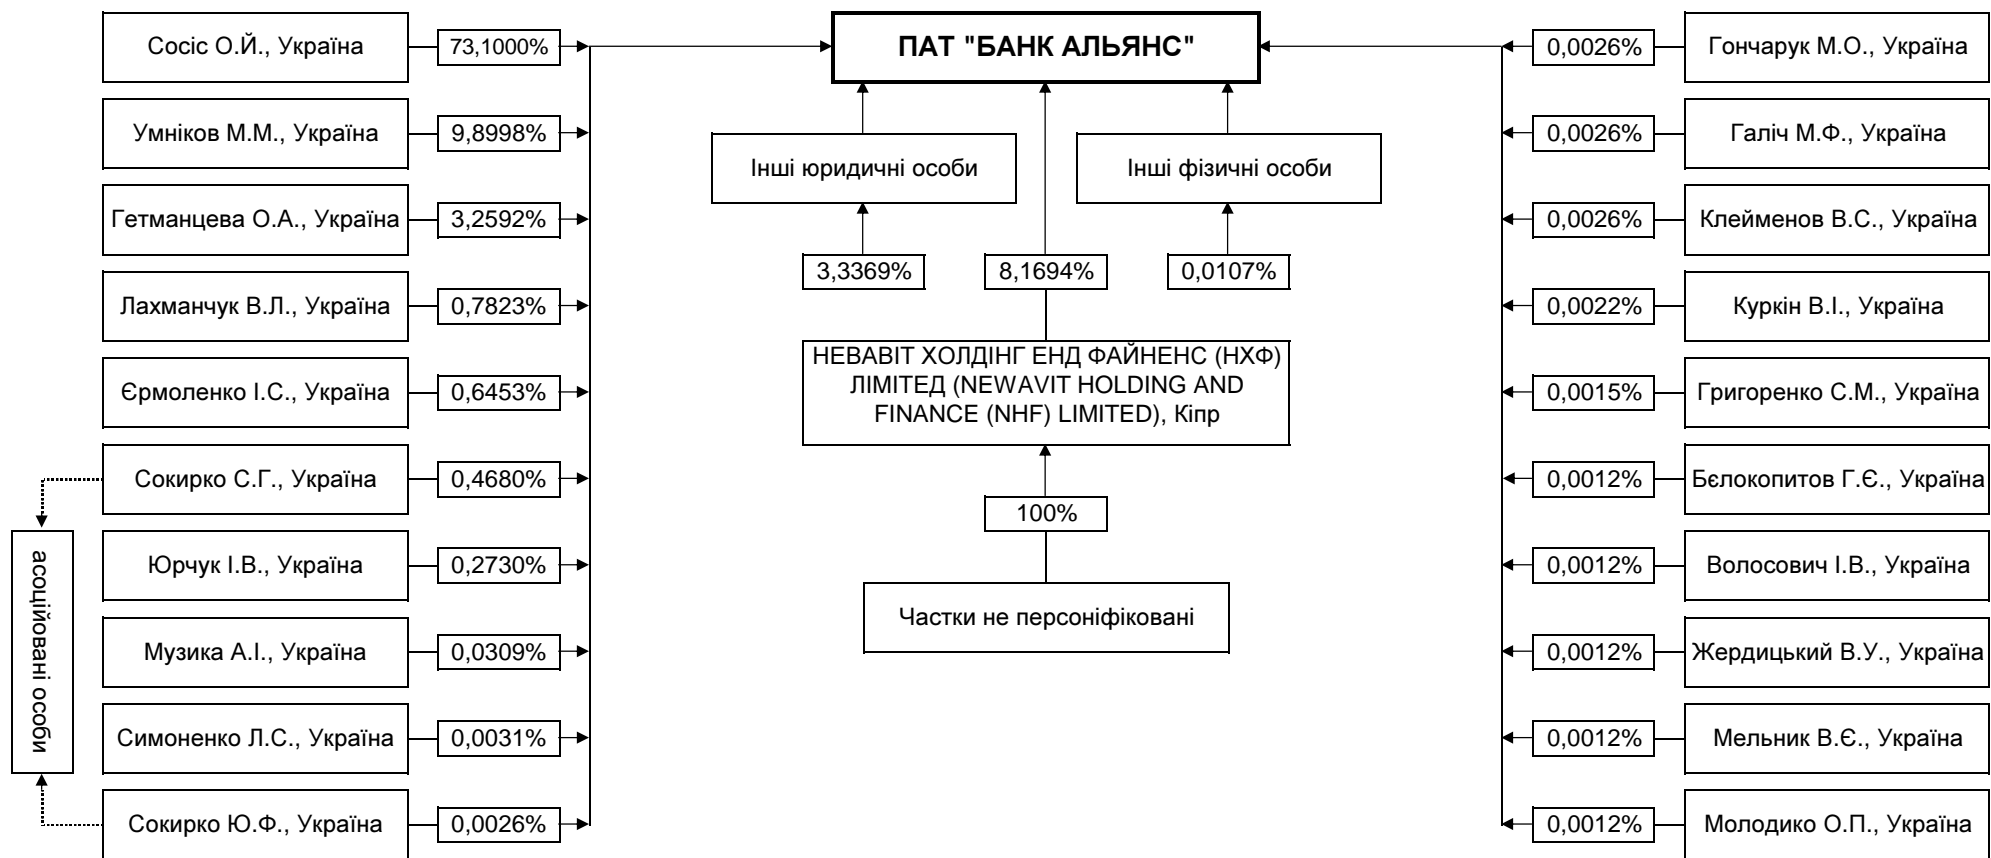 ПАТ "БАНК АЛЬЯНС"
Сосіс О.Й., Україна
73,1000%
Умніков М.М., Україна
9,8998%
Гетманцева О.А., Україна
3,2592%
Лахманчук В.Л., Україна
0,7823%
Єрмоленко І.С., Україна
0,6453%
Сокирко С.Г., Україна
0,4680%
Юрчук І.В., Україна
0,2730%
Музика А.І., Україна
0,0309%
Симоненко Л.С., Україна
0,0031%
Сокирко Ю.Ф., Україна
0,0026%
асоційовані особи
Інші юридичні особи
3,3369%
Інші фізичні особи
0,0107%
8,1694%
НЕВАВІТ ХОЛДІНГ ЕНД ФАЙНЕНС (НХФ)
ЛІМІТЕД (NEWAVIT HOLDING AND
FINANCE (NHF) LIMITED), Кіпр
100%
Частки не персоніфіковані
0,0026%
Гончарук М.О., Україна
0,0026%
Галіч М.Ф., Україна
0,0026%
Клейменов В.С., Україна
0,0022%
Куркін В.І., Україна
0,0015%
Григоренко С.М., Україна
0,0012%
Бєлокопитов Г.Є., Україна
0,0012%
Волосович І.В., Україна
0,0012%
Жердицький В.У., Україна
0,0012%
Мельник В.Є., Україна
0,0012%
Молодико О.П., Україна